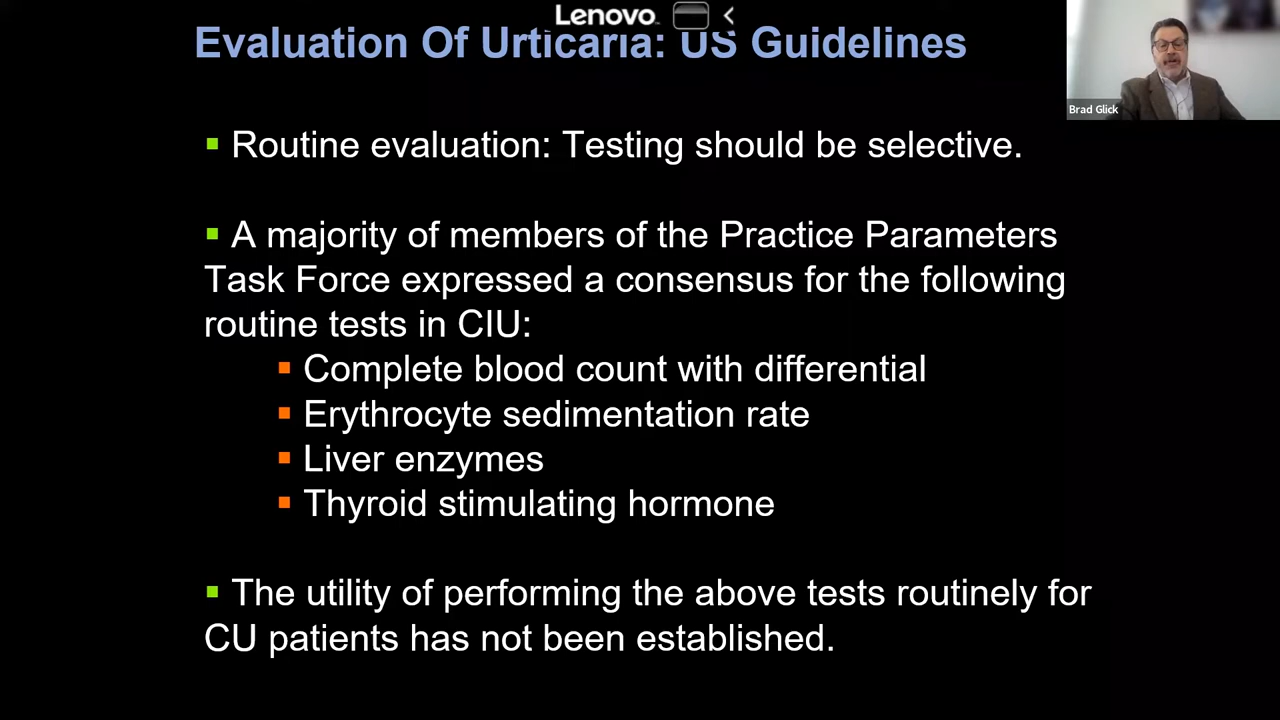 Lenovo
Evaluation Of Urticaria: US Guidelines
Brad Glick
▪ Routine evaluation: Testing should be selective.
▪ A majority of members of the Practice Parameters
Task Force expressed a consensus for the following
routine tests in CIU:
▪ Complete blood count with differential
▪ Erythrocyte sedimentation rate
▪ Liver enzymes
▪ Thyroid stimulating hormone
▪ The utility of performing the above tests routinely for
CU patients has not been established.